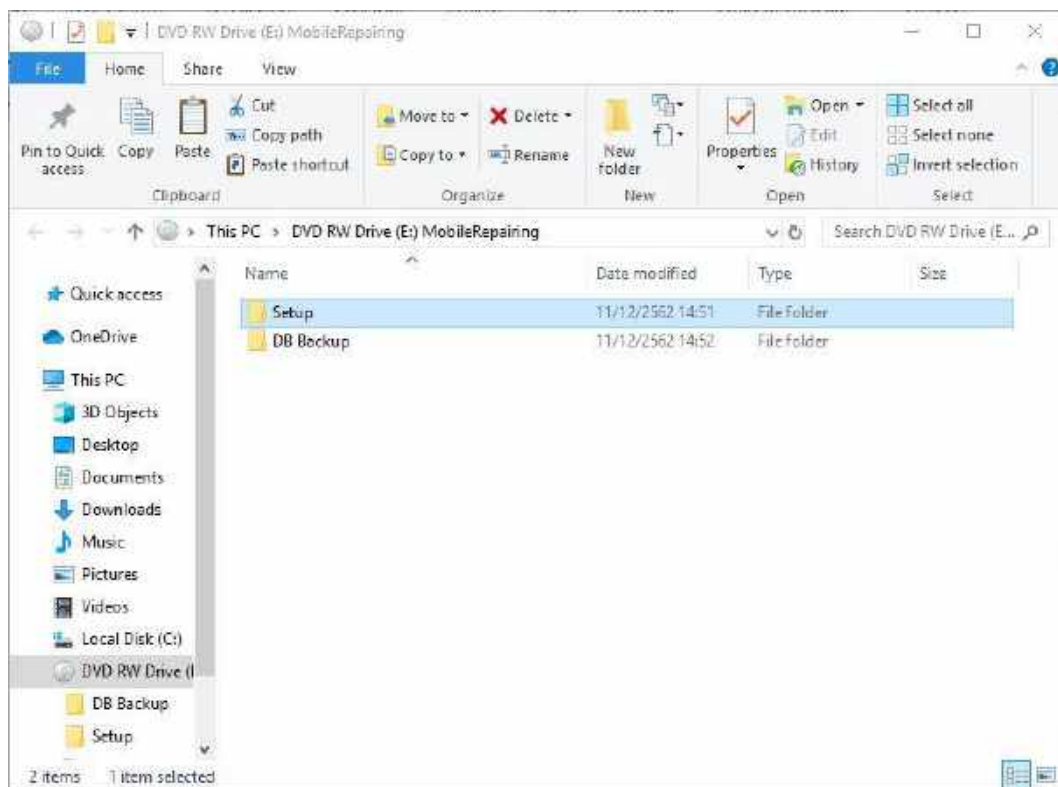 DVD RW Drive (E:) MobileRepairing
File Home Share View
Pin to Quick access
Copy
Paste
Cut
Copy path
Paste shortcut
Clipboard
Move to
Copy to
Delete
Rename
Organize
New folder
New
Properties
Open
Edit
History
Open
Select all
Select none
Invert selection
Select
This PC > DVD RW Drive (E:) MobileRepairing
Search DVD RW Drive (E...
Name Date modified Type Size
Setup 11/12/2562 14:51 File folder
DB Backup 11/12/2562 14:52 File folder
Quick access
OneDrive
This PC
3D Objects
Desktop
Documents
Downloads
Music
Pictures
Videos
Local Disk (C:)
DVD RW Drive (
DB Backup
Setup
2 items 1 item selected